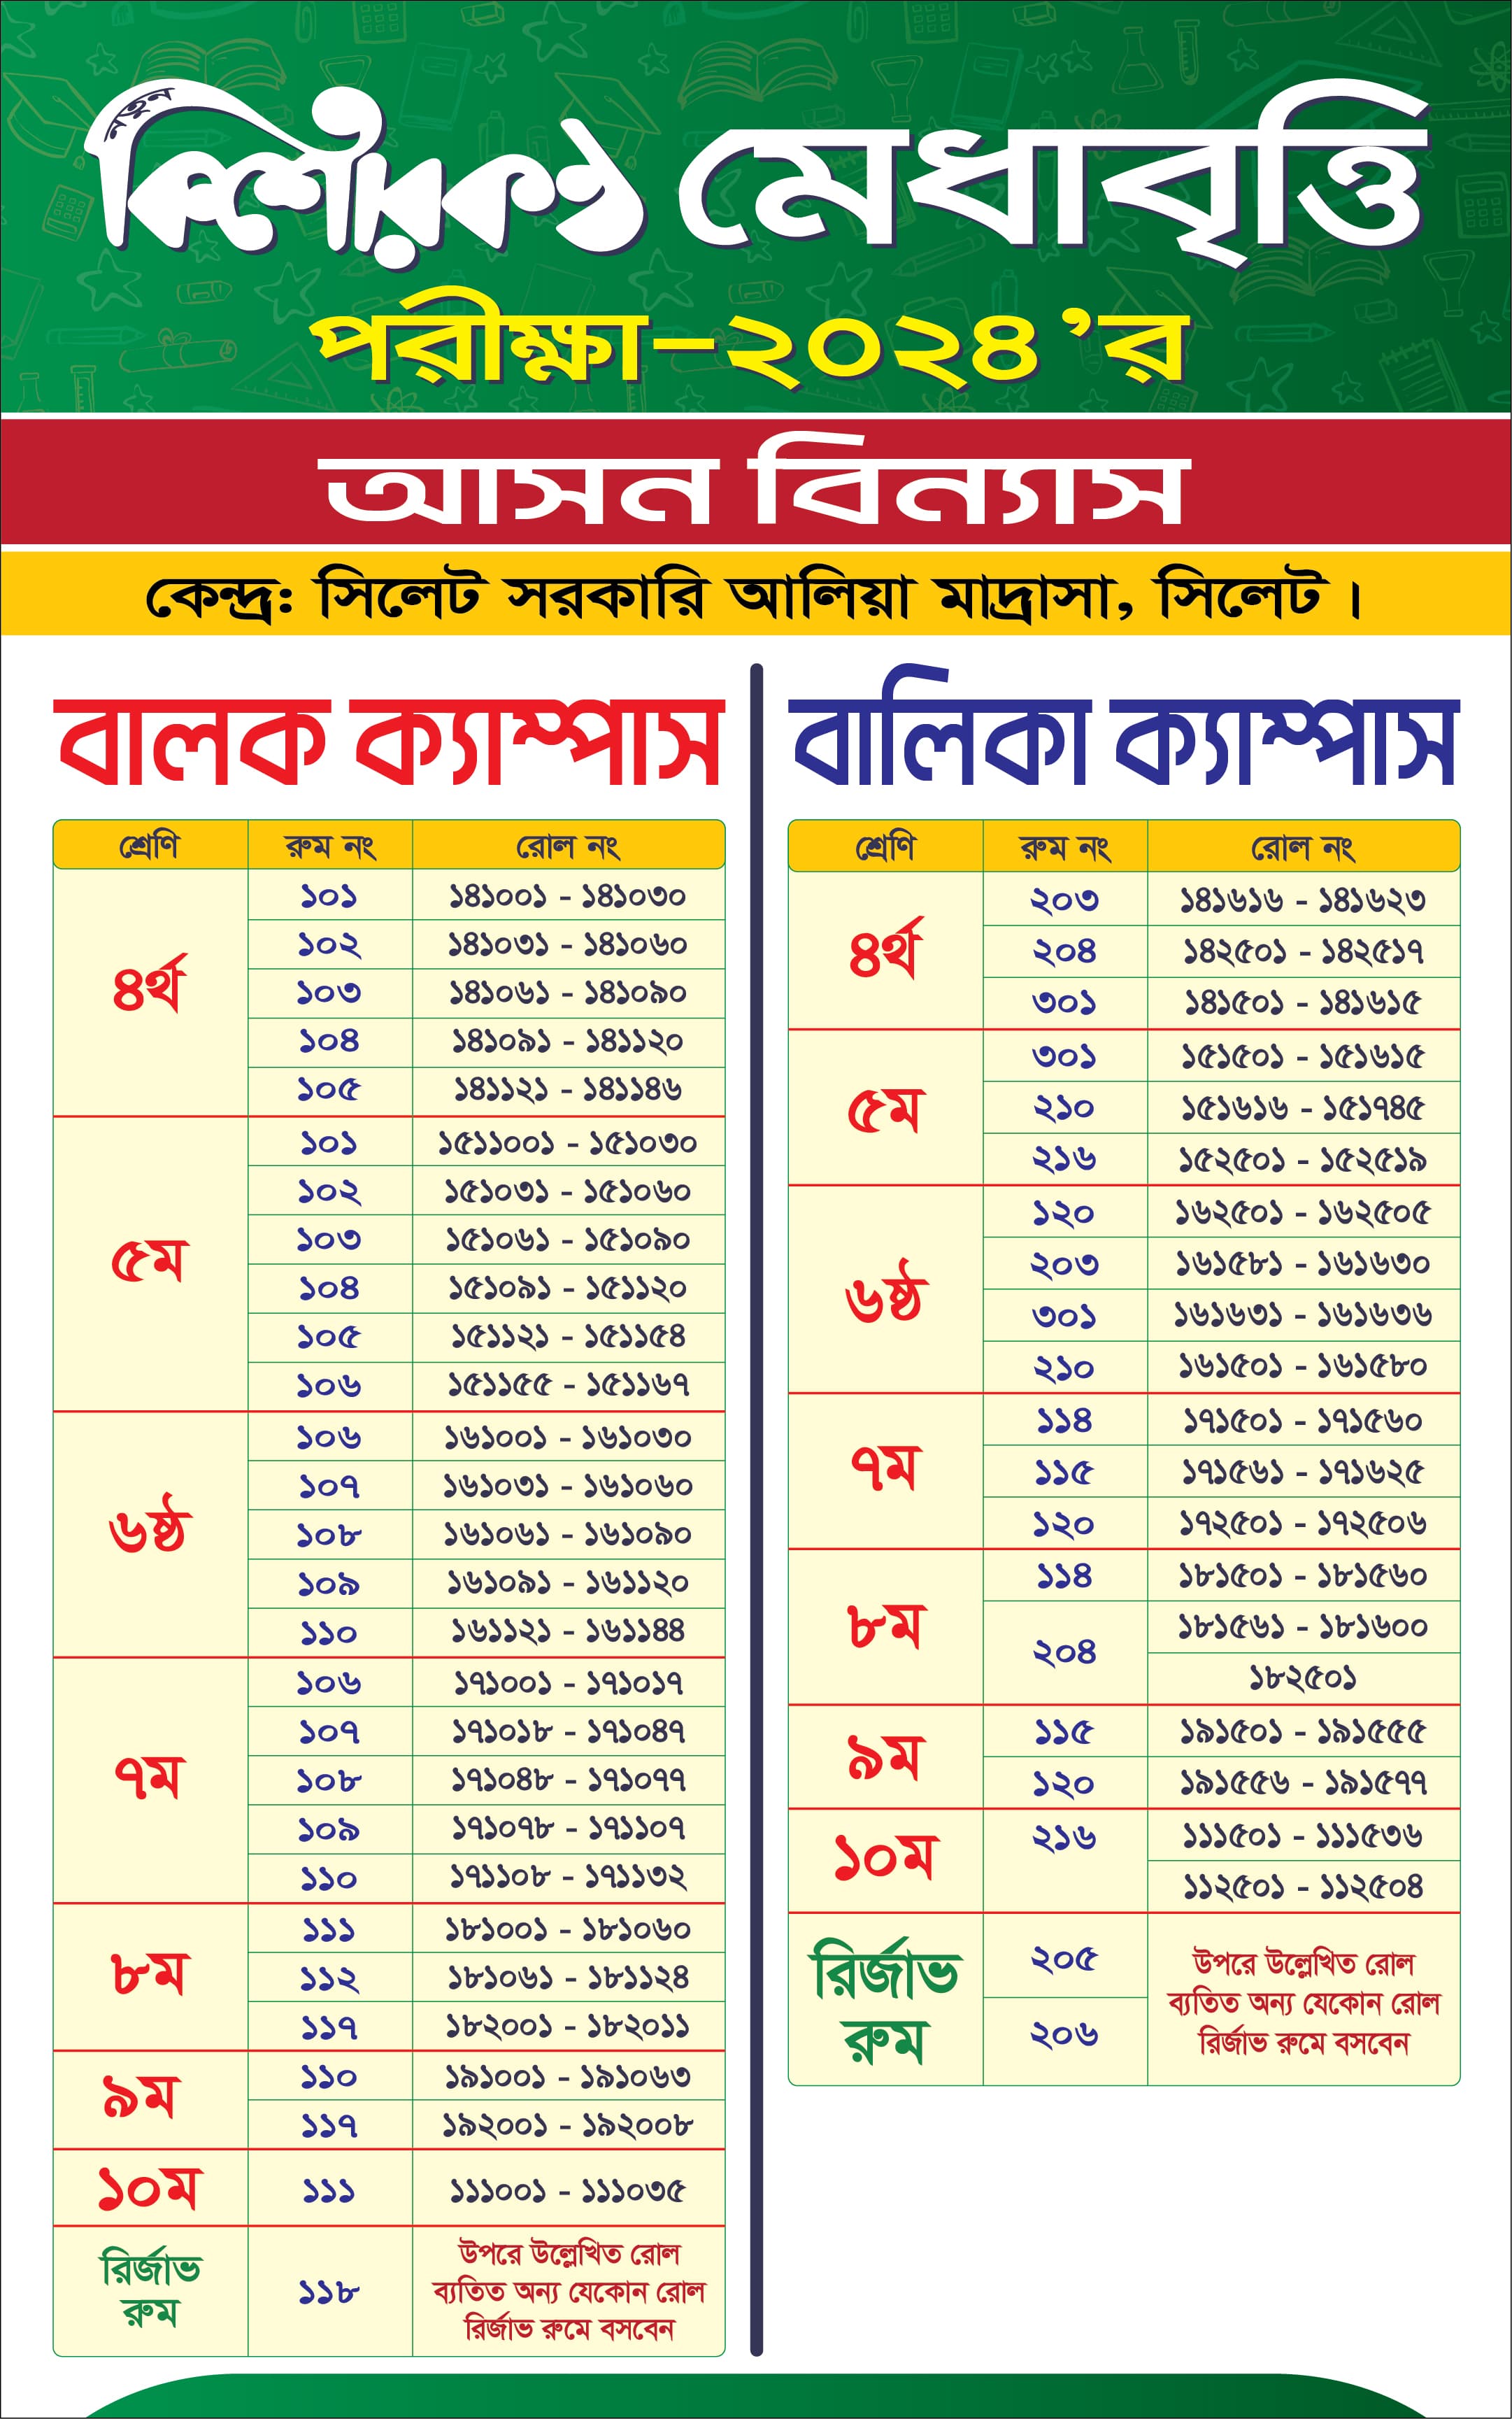 নতুন
কিশোরকণ্ঠ মেধাবৃত্তি
পরীক্ষা-২০২৪'র
আসন বিন্যাস
কেন্দ্র: সিলেট সরকারি আলিয়া মাদ্রাসা, সিলেট।
বালক ক্যাম্পাস
শ্রেণি রুম নং রোল নং
৪র্থ
১০১ ১৪১০০১ - ১৪১০৩০
১০২ ১৪১০৩১ - ১৪১০৬০
১০৩ ১৪১০৬১ - ১৪১০৯০
১০৪ ১৪১০৯১ - ১৪১১২০
১০৫ ১৪১১২১ - ১৪১১৪৬
৫ম
১০১ ১৫১১০০১ - ১৫১০৩০
১০২ ১৫১০৩১ - ১৫১০৬০
১০৩ ১৫১০৬১ - ১৫১০৯০
১০৪ ১৫১০৯১ - ১৫১১২০
১০৫ ১৫১১২১ - ১৫১১৫৪
১০৬ ১৫১১৫৫ - ১৫১১৬৭
৬ষ্ঠ
১০৬ ১৬১০০১ - ১৬১০৩০
১০৭ ১৬১০৩১ - ১৬১০৬০
১০৮ ১৬১০৬১ - ১৬১০৯০
১০৯ ১৬১০৯১ - ১৬১১২০
১১০ ১৬১১২১ - ১৬১১৪৪
৭ম
১০৬ ১৭১০০১ - ১৭১০১৭
১০৭ ১৭১০১৮ - ১৭১০৪৭
১০৮ ১৭১০৪৮ - ১৭১০৭৭
১০৯ ১৭১০৭৮ - ১৭১১০৭
১১০ ১৭১১০৮ - ১৭১১৩২
৮ম
১১১ ১৮১০০১ - ১৮১০৬০
১১২ ১৮১০৬১ - ১৮১১২৪
১১৭ ১৮২০০১ - ১৮২০১১
৯ম
১১০ ১৯১০০১ - ১৯১০৬৩
১১৭ ১৯২০০১ - ১৯২০০৮
১০ম
১১১ ১১১০০১ - ১১১০৩৫
রির্জাভ
রুম
১১৮
উপরে উল্লেখিত রোল
ব্যতিত অন্য যেকোন রোল
রির্জাভ রুমে বসবেন
বালিকা ক্যাম্পাস
শ্রেণি রুম নং রোল নং
৪র্থ
২০৩ ১৪১৬১৬ - ১৪১৬২৩
২০৪ ১৪২৫০১ - ১৪২৫১৭
৩০১ ১৪১৫০১ - ১৪১৬১৫
৫ম
৩০১ ১৫১৫০১ - ১৫১৬১৫
২১০ ১৫১৬১৬ - ১৫১৭৪৫
২১৬ ১৫২৫০১ - ১৫২৫১৯
৬ষ্ঠ
১২০ ১৬২৫০১ - ১৬২৫০৫
২০৩ ১৬১৫৮১ - ১৬১৬৩০
৩০১ ১৬১৬৩১ - ১৬১৬৩৬
২১০ ১৬১৫০১ - ১৬১৫৮০
৭ম
১১৪ ১৭১৫০১ - ১৭১৫৬০
১১৫ ১৭১৫৬১ - ১৭১৬২৫
১২০ ১৭২৫০১ - ১৭২৫০৬
৮ম
১১৪ ১৮১৫০১ - ১৮১৫৬০
২০৪ ১৮১৫৬১ - ১৮১৬০০
১৮২৫০১
৯ম
১১৫ ১৯১৫০১ - ১৯১৫৫৫
১২০ ১৯১৫৫৬ - ১৯১৫৭৭
১০ম
২১৬ ১১১৫০১ - ১১১৫৩৬
১১২৫০১ - ১১২৫০৪
রির্জাভ
রুম
২০৫
২০৬
উপরে উল্লেখিত রোল
ব্যতিত অন্য যেকোন রোল
রির্জাভ রুমে বসবেন